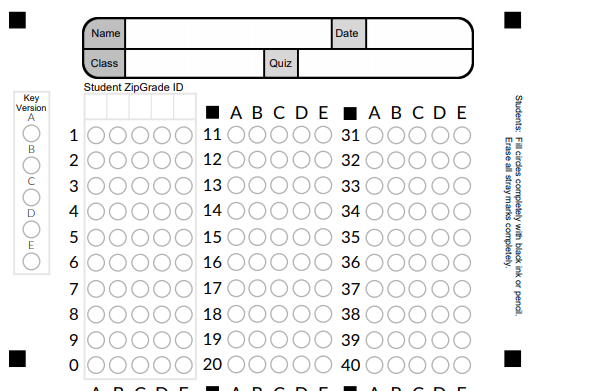 Name
Date
Class
Quiz
Student ZipGrade ID
Key
Version
A
B
C
D
E
A B C D E
A B C D E
1 11 31
2 12 32
3 13 33
4 14 34
5 15 35
6 16 36
7 17 37
8 18 38
9 19 39
0 20 40
A B C D E
A B C D E
A B C D E
Students: Fill circles completely with black ink or pencil.
Erase all stray marks completely.